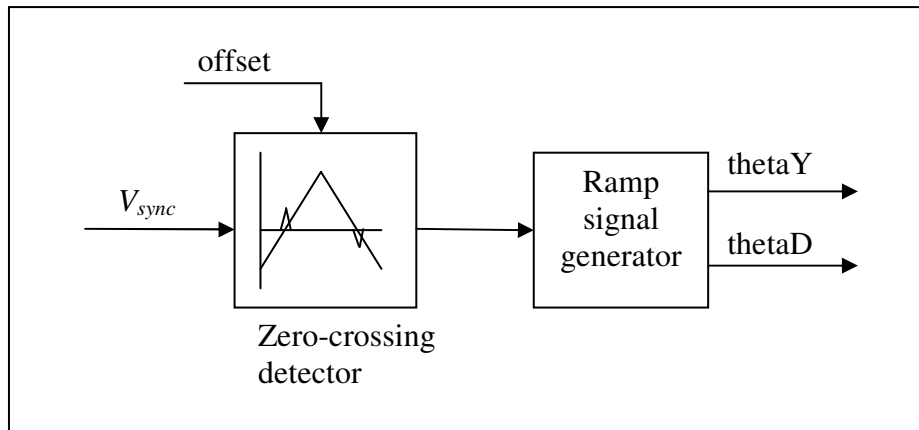 offset
V_sync
Zero-crossing
detector
Ramp
signal
generator
thetaY
thetaD